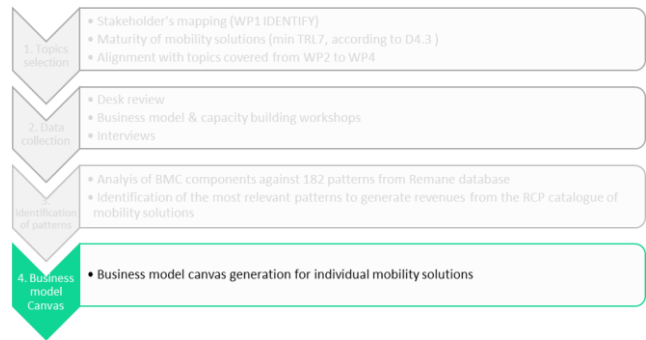 1. Topics
selection
• Stakeholder's mapping (WP1 IDENTIFY)
• Maturity of mobility solutions (min TRL7, according to D4.3 )
• Alignment with topics covered from WP2 to WP4
2. Data
collection
• Desk review
• Business model & capacity building workshops
• Interviews
3.
Identification
of patterns
• Analyis of BMC components against 182 patterns from Remane database
• Identification of the most relevant patterns to generate revenues from the RCP catalogue of
mobility solutions
4. Business
model
Canvas
• Business model canvas generation for individual mobility solutions